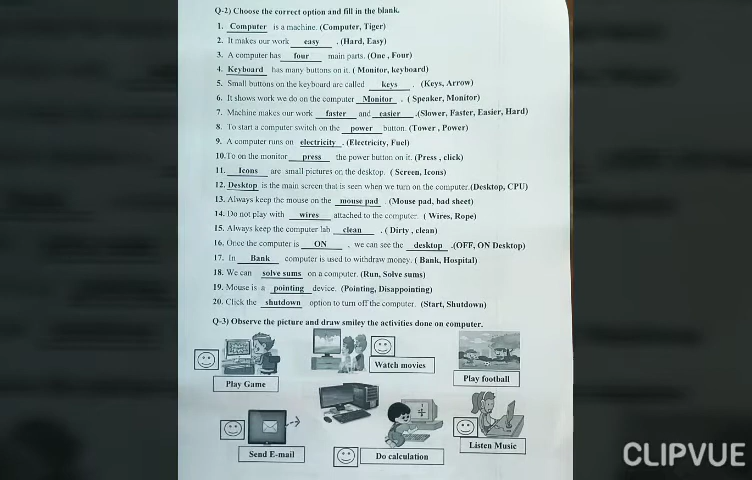 Q-2) Choose the correct option and fill in the blank.
1. Computer is a machine. (Computer, Tiger)
2. It makes our work easy . (Hard, Easy)
3. A computer has four main parts. (One , Four)
4. Keyboard has many buttons on it. ( Monitor, keyboard)
5. Small buttons on the keyboard are called keys . (Keys, Arrow)
6. It shows work we do on the computer Monitor . ( Speaker, Monitor)
7. Machine makes our work faster and easier .(Slower, Faster, Easier, Hard)
8. To start a computer switch on the power button. (Tower , Power)
9. A computer runs on electricity . (Electricity, Fuel)
10.To on the monitor press the power button on it. (Press , click)
11. Icons are small pictures on the desktop. ( Screen, Icons)
12. Desktop is the main screen that is seen when we turn on the computer.(Desktop, CPU)
13. Always keep the mouse on the mouse pad . (Mouse pad, bad sheet)
14. Do not play with wires attached to the computer. ( Wires, Rope)
15. Always keep the computer lab clean . ( Dirty , clean)
16. Once the computer is ON , we can see the desktop .(OFF, ON Desktop)
17. In Bank computer is used to withdraw money. ( Bank, Hospital)
18. We can solve sums on a computer. (Run, Solve sums)
19. Mouse is a pointing device. (Pointing, Disappointing)
20. Click the shutdown option to turn off the computer. (Start, Shutdown)
Q-3) Observe the picture and draw smiley the activities done on computer.
Play Game
Watch movies
Play football
Send E-mail
Do calculation
Listen Music
CLIPVUE